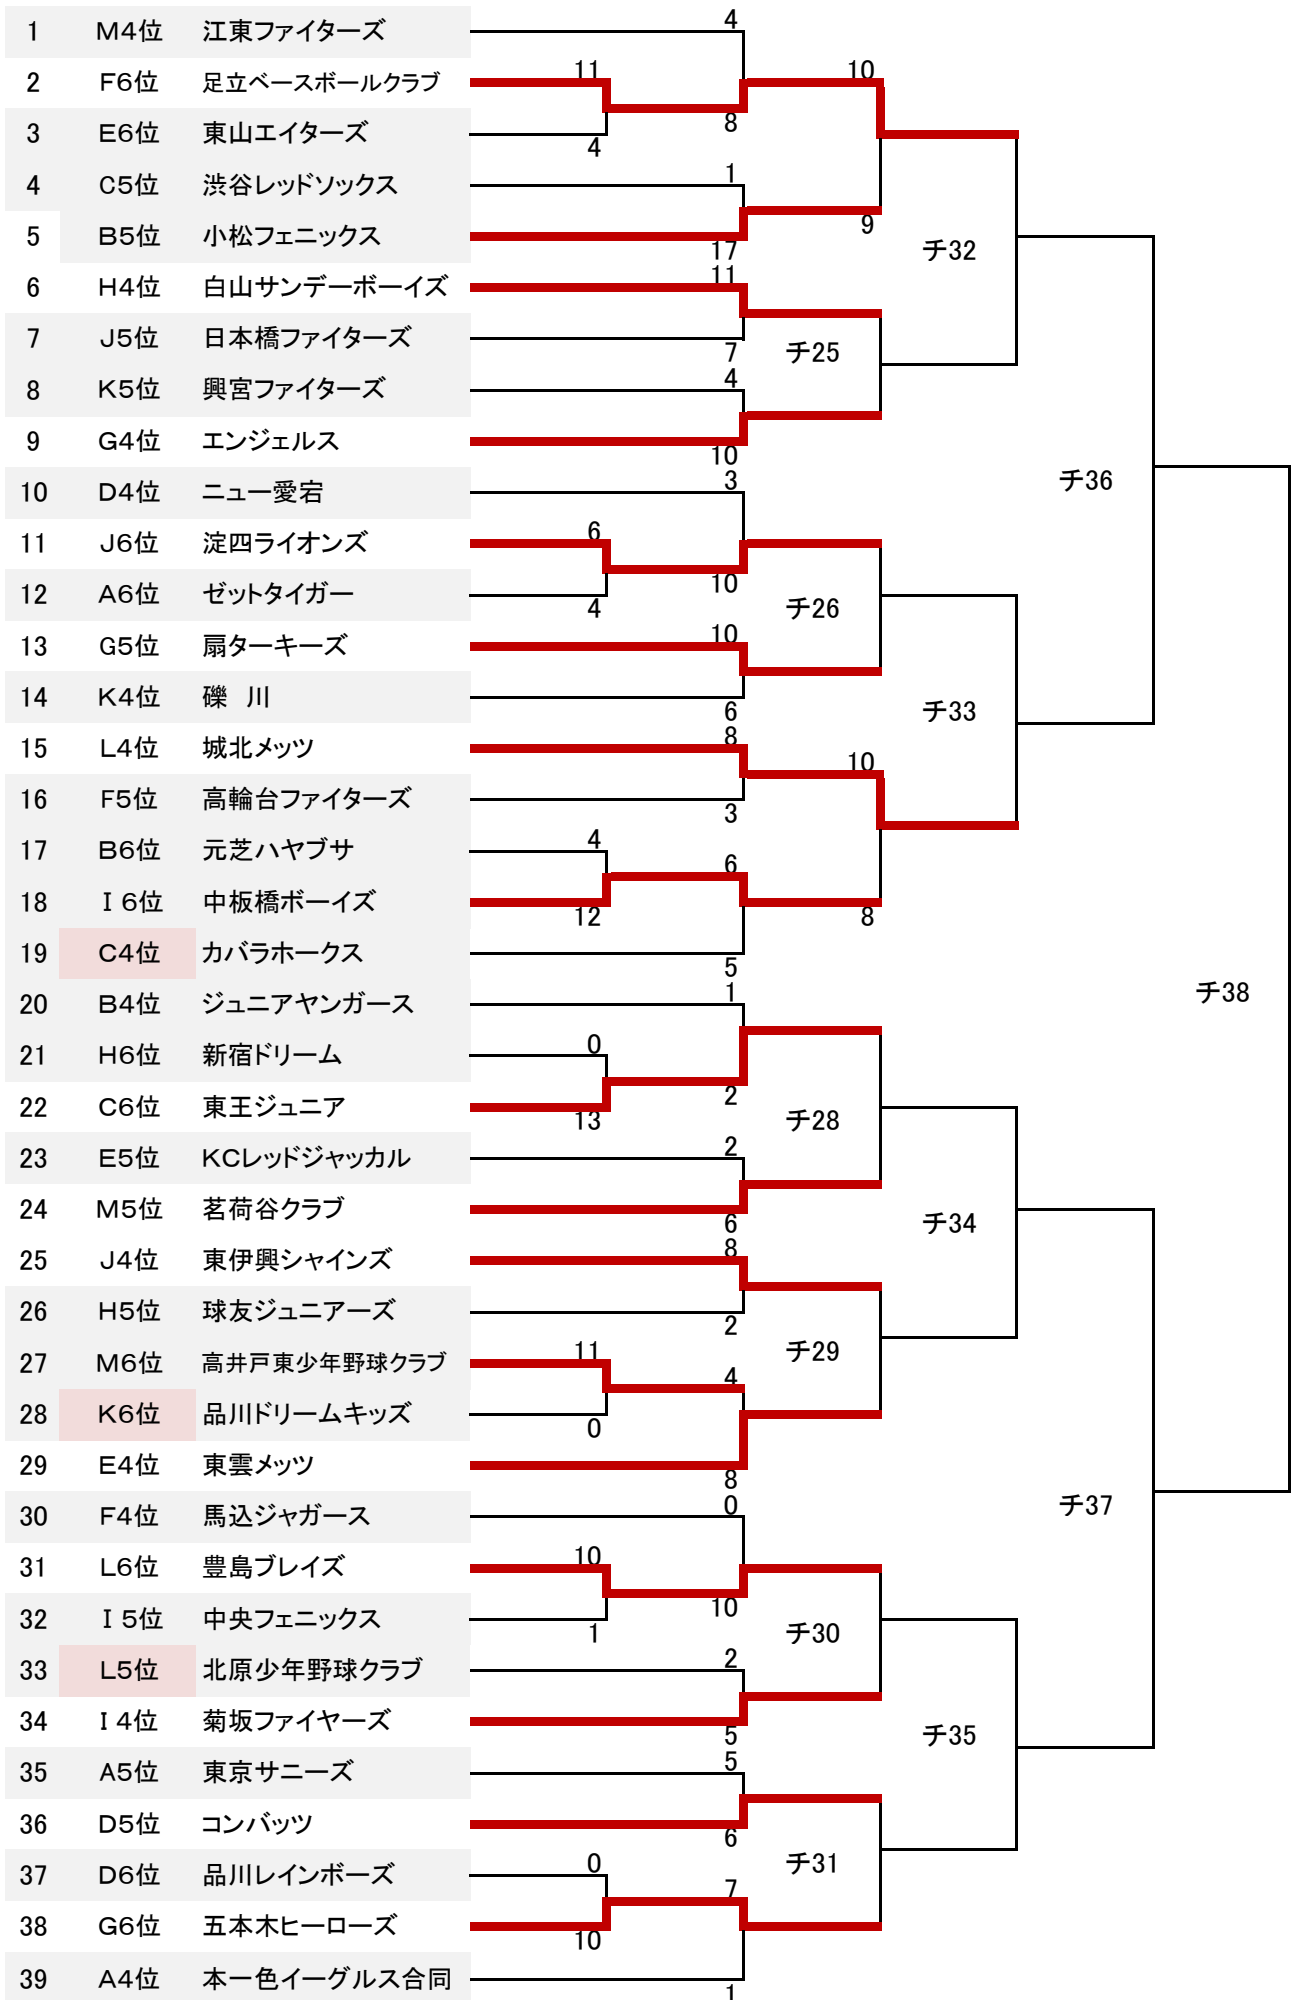 1 M4位 江東ファイターズ 4
2 F6位 足立ベースボールクラブ 11 10
8
3 E6位 東山エイターズ 4
4 C5位 渋谷レッドソックス 1
9
5 B5位 小松フェニックス 17
チ32
6 H4位 白山サンデーボーイズ 11
7 J5位 日本橋ファイターズ 7
チ25
8 K5位 興宮ファイターズ 4
9 G4位 エンジェルス 10
チ36
10 D4位 ニュー愛宕 3
11 J6位 淀四ライオンズ 6
10
12 A6位 ゼットタイガー 4
チ26
13 G5位 扇ターキーズ 10
14 K4位 礫 川 6
チ33
15 L4位 城北メッツ 8
10
16 F5位 高輪台ファイターズ 3
17 B6位 元芝ハヤブサ 4
6
18 I 6位 中板橋ボーイズ 12 8
19 C4位 カバラホークス 5
チ38
20 B4位 ジュニアヤンガース 1
21 H6位 新宿ドリーム 0
2
22 C6位 東王ジュニア 13
チ28
23 E5位 KCレッドジャッカル 2
24 M5位 茗荷谷クラブ 6
チ34
25 J4位 東伊興シャインズ 8
26 H5位 球友ジュニアーズ 2
チ29
27 M6位 高井戸東少年野球クラブ 11
4
28 K6位 品川ドリームキッズ 0
29 E4位 東雲メッツ 8
チ37
30 F4位 馬込ジャガース 0
31 L6位 豊島ブレイズ 10
10
32 I 5位 中央フェニックス 1
チ30
33 L5位 北原少年野球クラブ 2
34 I 4位 菊坂ファイヤーズ 5
チ35
35 A5位 東京サニーズ 5
36 D5位 コンバッツ 6
チ31
37 D6位 品川レインボーズ 0
7
38 G6位 五本木ヒーローズ 10
39 A4位 本一色イーグルス合同 1